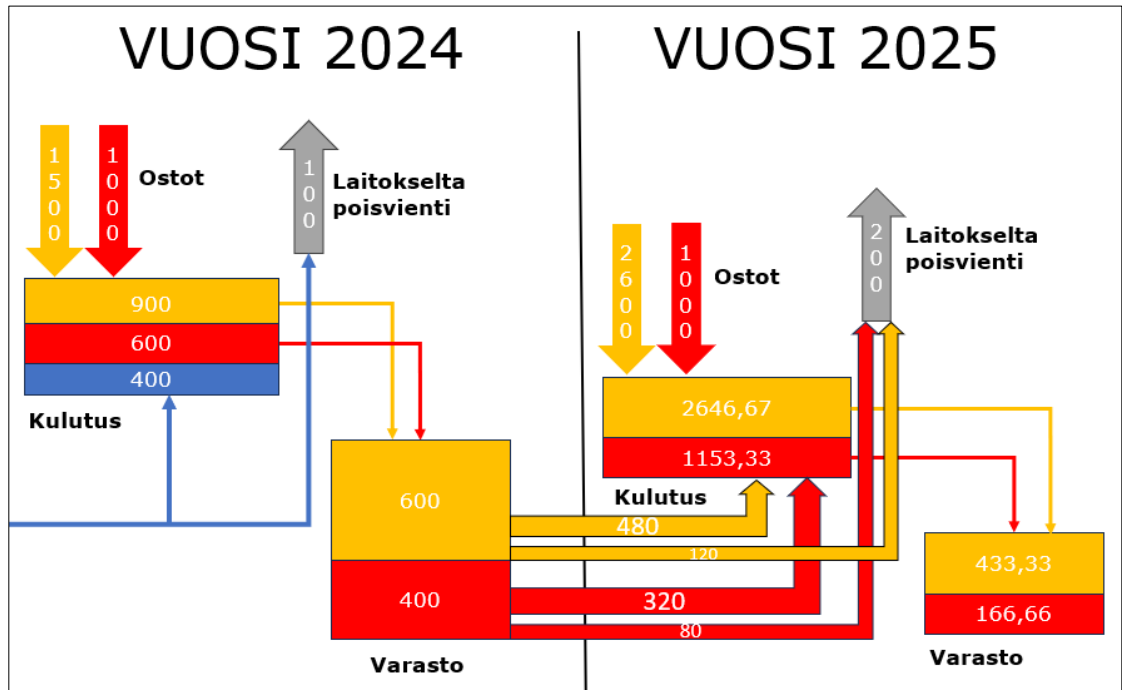 VUOSI 2024
VUOSI 2025
1500
1000
Ostot
100
Laitokselta
poisvienti
900
600
400
Kulutus
600
400
Varasto
2600
1000
Ostot
200
Laitokselta
poisvienti
2646,67
1153,33
Kulutus
480
120
320
80
433,33
166,66
Varasto